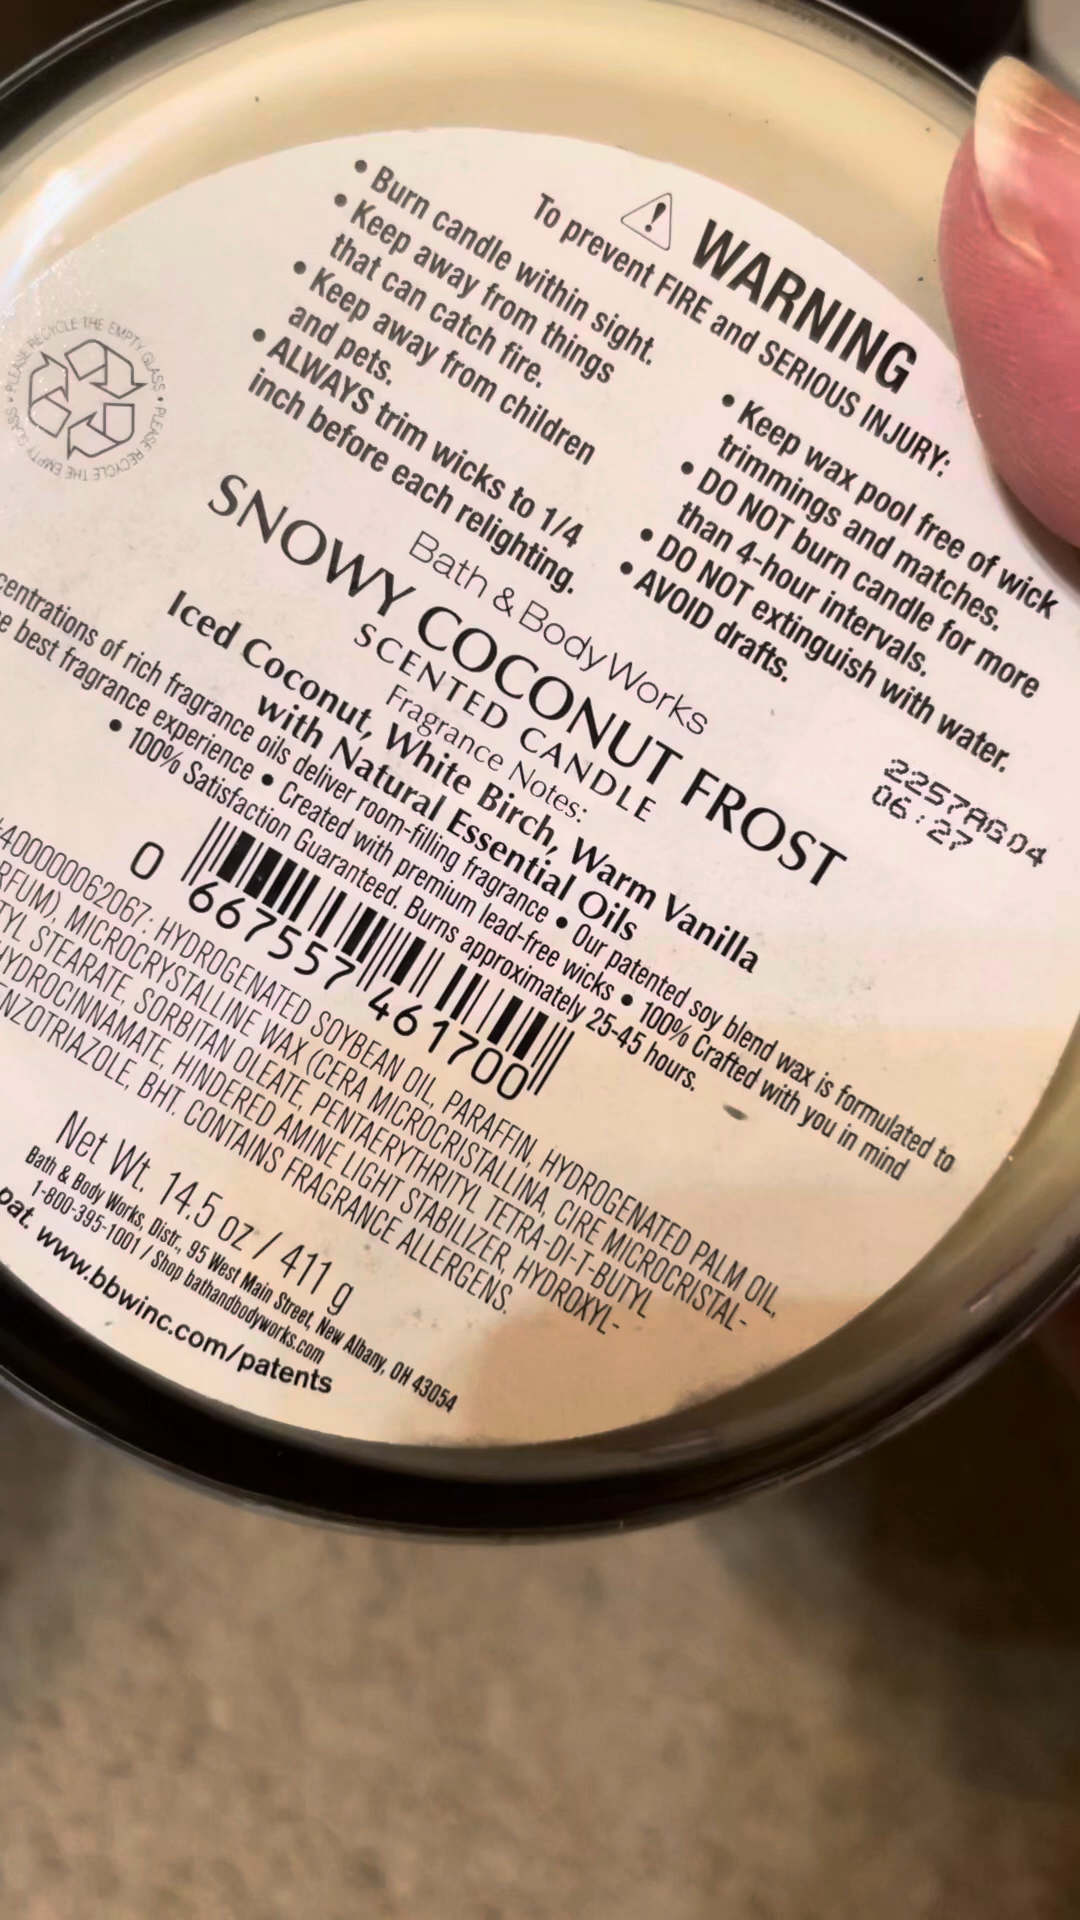 WARNING
To prevent FIRE and SERIOUS INJURY:
• Burn candle within sight.
• Keep away from things
that can catch fire.
• Keep away from children
and pets.
• ALWAYS trim wicks to 1/4
inch before each relighting.
• Keep wax pool free of wick
trimmings and matches.
• DO NOT burn candle for more
than 4-hour intervals.
• DO NOT extinguish with water.
• AVOID drafts.
PLEASE RECYCLE THE EMPTY GLASS • PLEASE RECYCLE THE EMPTY GLASS •
Bath & Body Works
SNOWY COCONUT FROST
SCENTED CANDLE
Fragrance Notes:
Iced Coconut, White Birch, Warm Vanilla
with Natural Essential Oils
2257AG04
06:27
of rich fragrance oils deliver room-filling fragrance • Our patented soy blend wax is formulated to
best fragrance experience • Created with premium lead-free wicks • 100% Crafted with you in mind
• 100% Satisfaction Guaranteed. Burns approximately 25-45 hours.
0 667557 461700
400000062067: HYDROGENATED SOYBEAN OIL, PARAFFIN, HYDROGENATED PALM OIL,
MICROCRYSTALLINE WAX (CERA MICROCRISTALLINA, CIRE MICROCRISTAL-
STEARATE, SORBITAN OLEATE, PENTAERYTHRITYL TETRA-DI-T-BUTYL
HINDERED AMINE LIGHT STABILIZER, HYDROXYL-
BHT. CONTAINS FRAGRANCE ALLERGENS.
Net Wt. 14.5 oz / 411 g
Bath & Body Works, Distr., 95 West Main Street, New Albany, OH 43054
1-800-395-1001 / Shop bathandbodyworks.com
pat. www.bbwinc.com/patents